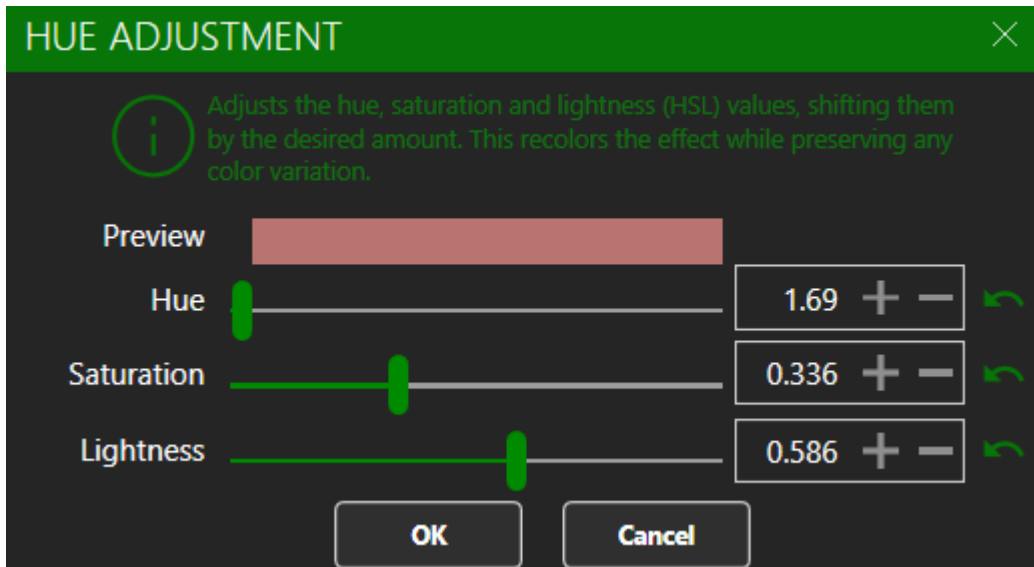 HUE ADJUSTMENT
Adjusts the hue, saturation and lightness (HSL) values, shifting them
by the desired amount. This recolors the effect while preserving any
color variation.
Preview
Hue 1.69
Saturation 0.336
Lightness 0.586
OK Cancel